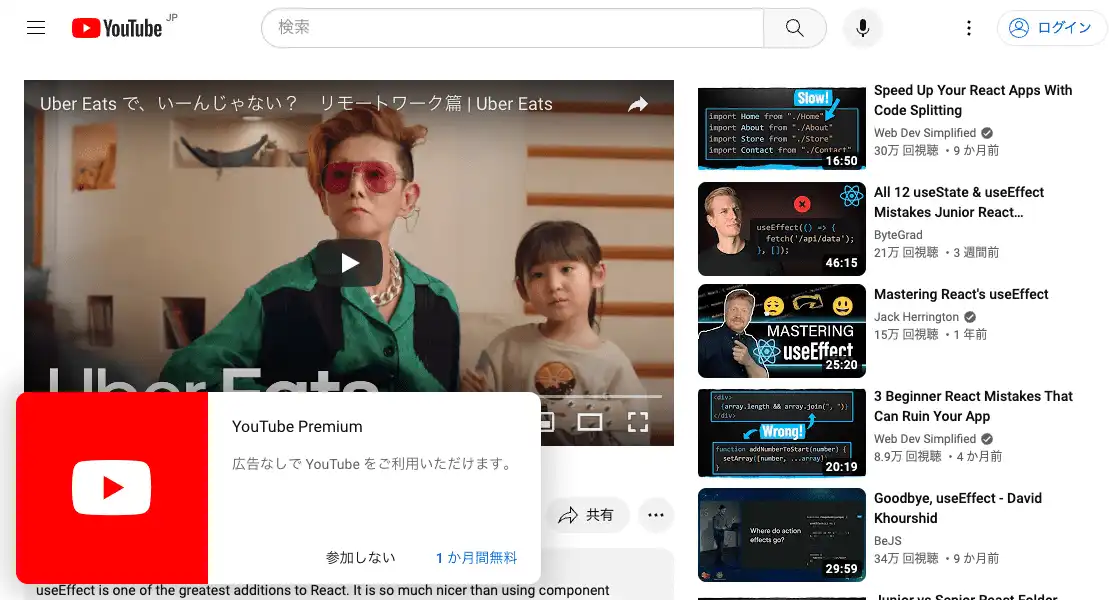 YouTube JP
検索
ログイン
Uber Eats で、いーんじゃない？　リモートワーク篇 | Uber Eats
Uber Eats
YouTube Premium
広告なしで YouTube をご利用いただけます。
参加しない
1 か月間無料
共有
useEffect is one of the greatest additions to React. It is so much nicer than using component
Slow!
import Home from "./Home"
import About from "./About"
import Store from "./Store"
import Contact from "./Contact"
16:50
Speed Up Your React Apps With
Code Splitting
Web Dev Simplified
30万 回視聴 ・9 か月前
useEffect(() => {
fetch('/api/data');
}, []);
46:15
All 12 useState & useEffect
Mistakes Junior React…
ByteGrad
21万 回視聴 ・3 週間前
MASTERING
useEffect
25:20
Mastering React's useEffect
Jack Herrington
15万 回視聴 ・1 年前
<div>
{array.length && array.join(", ")}
</div>
Wrong!
function addNumberToStart(number) {
setArray([number, ...array])
}
20:19
3 Beginner React Mistakes That
Can Ruin Your App
Web Dev Simplified
8.9万 回視聴 ・4 か月前
Where do action
effects go?
29:59
Goodbye, useEffect - David
Khourshid
BeJS
34万 回視聴 ・9 か月前
Junior vs Senior React Folder